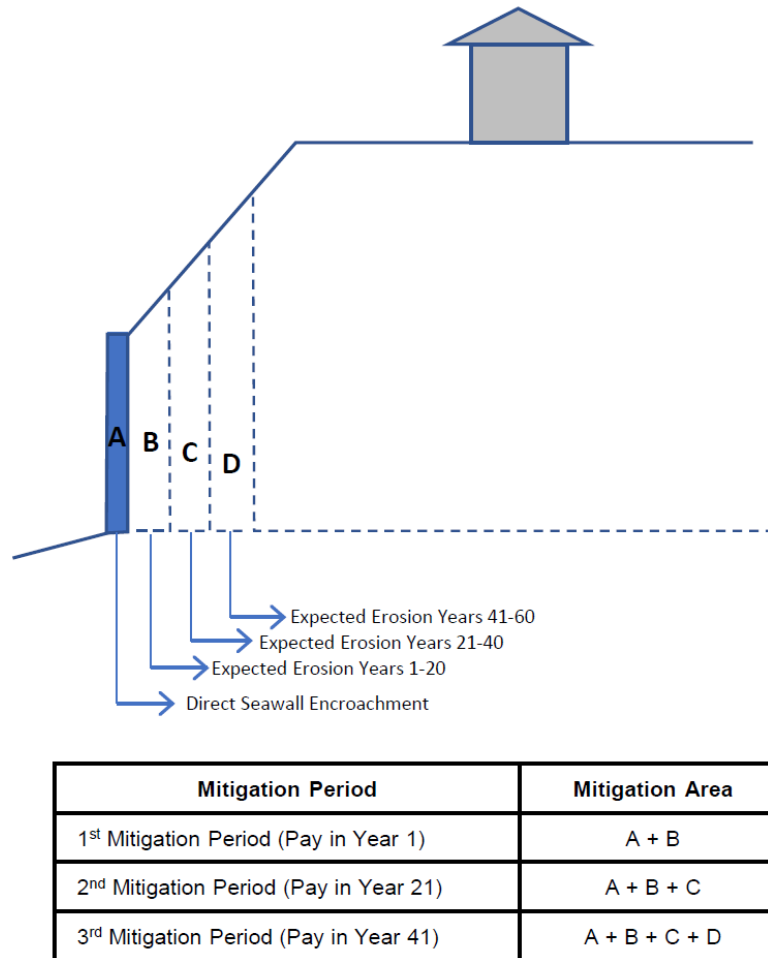 A
B
C
D
Expected Erosion Years 41-60
Expected Erosion Years 21-40
Expected Erosion Years 1-20
Direct Seawall Encroachment
Mitigation Period Mitigation Area
1st Mitigation Period (Pay in Year 1) A + B
2nd Mitigation Period (Pay in Year 21) A + B + C
3rd Mitigation Period (Pay in Year 41) A + B + C + D